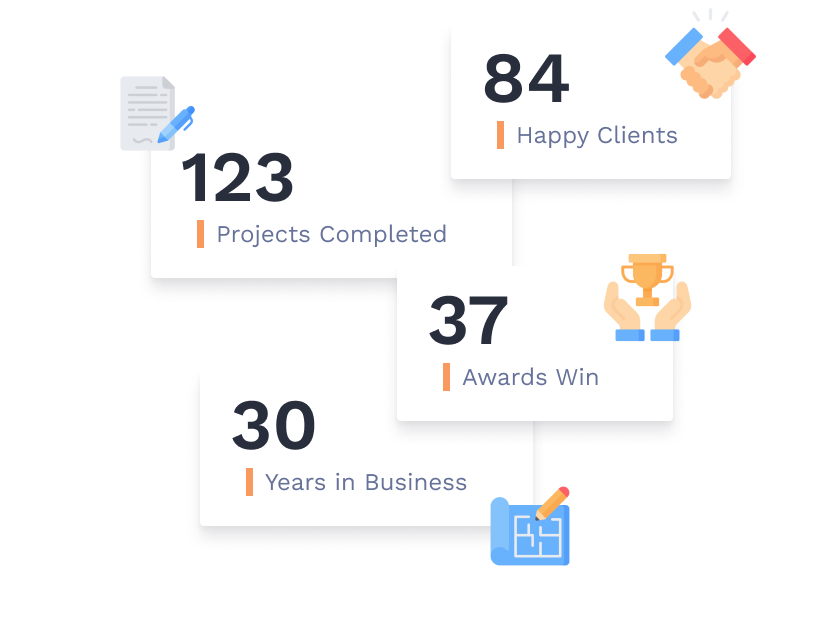 84
Happy Clients
123
Projects Completed
37
Awards Win
30
Years in Business